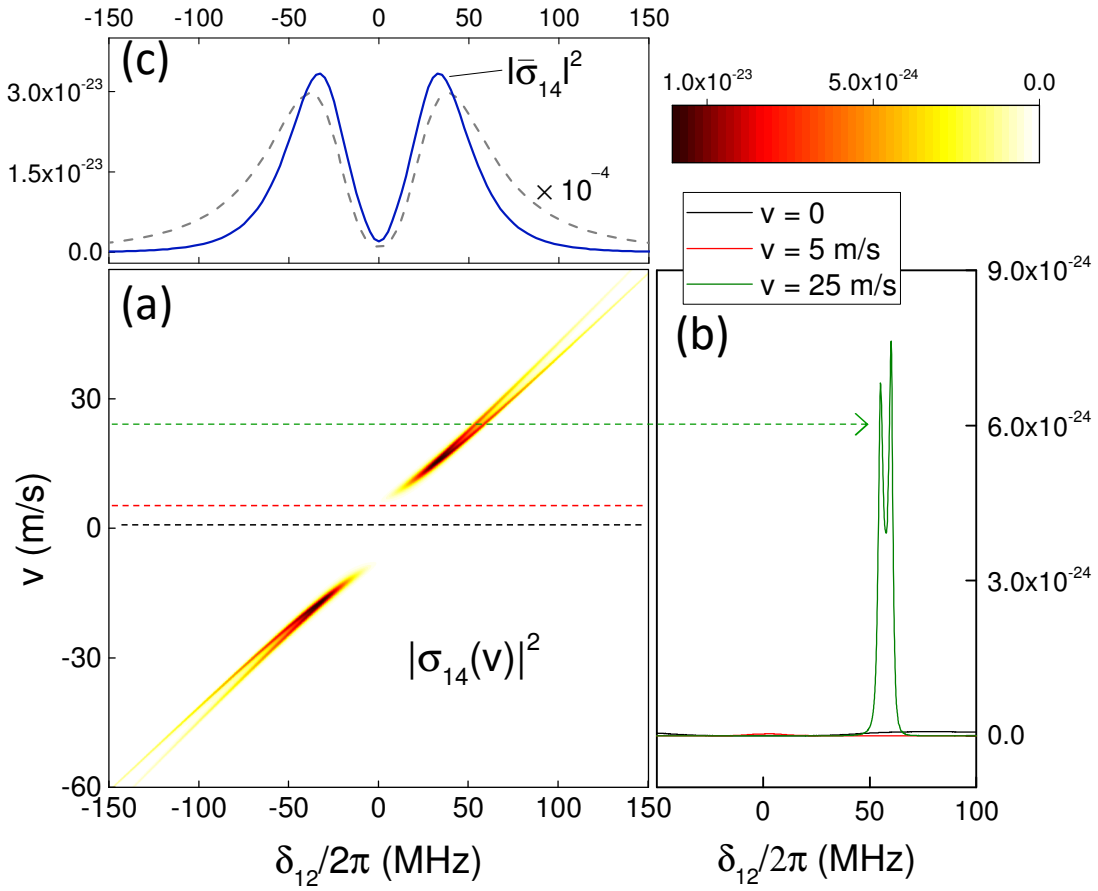 -150 -100 -50 0 50 100 150
(c)
|σ̄₁₄|²
3.0x10⁻²³
1.5x10⁻²³
0.0
× 10⁻⁴
1.0x10⁻²³ 5.0x10⁻²⁴ 0.0
v = 0
v = 5 m/s
v = 25 m/s
(a)
30
0
-30
-60
v (m/s)
|σ₁₄(v)|²
-150 -100 -50 0 50 100 150
δ₁₂/2π (MHz)
(b)
9.0x10⁻²⁴
6.0x10⁻²⁴
3.0x10⁻²⁴
0.0
0 50 100
δ₁₂/2π (MHz)